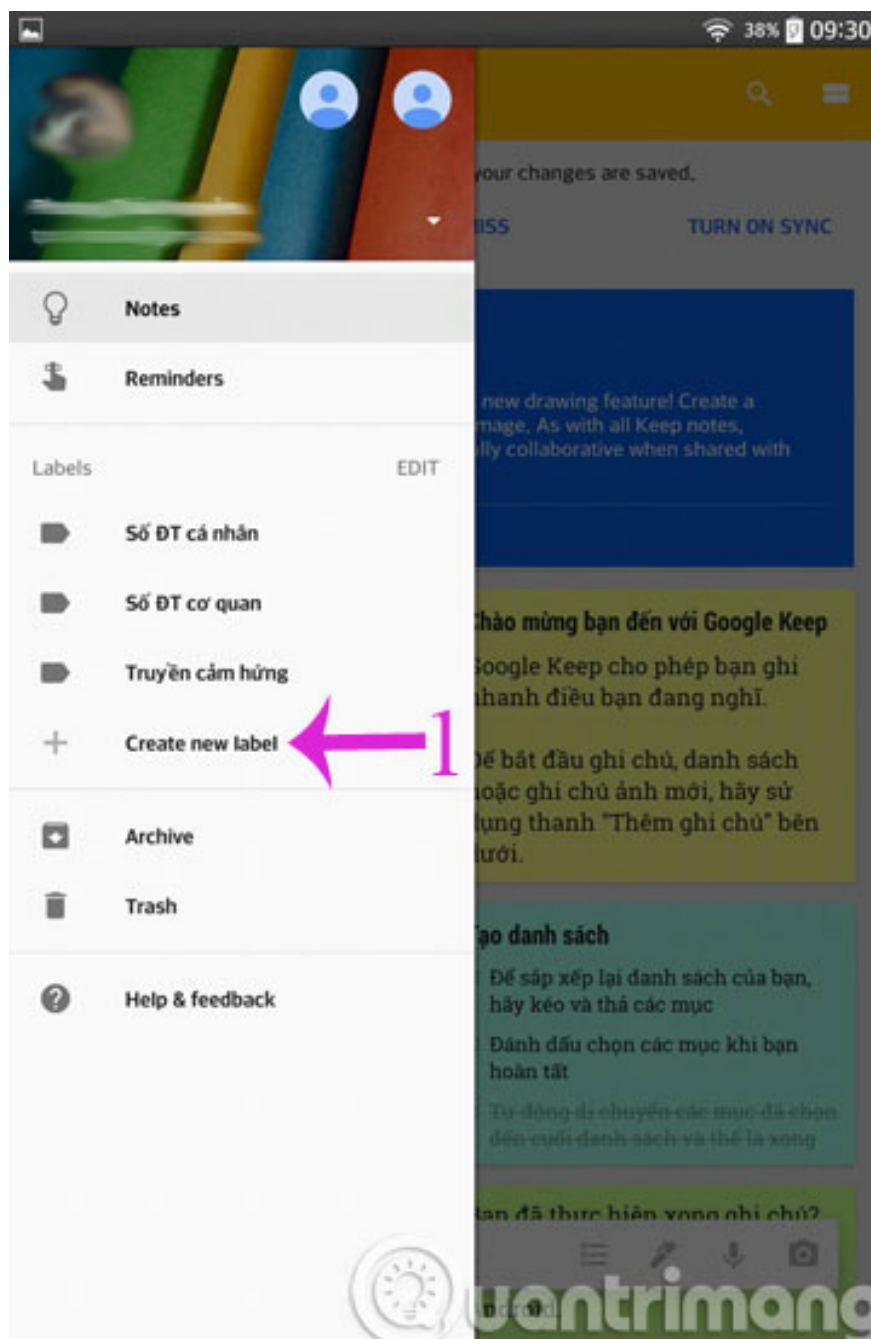 38% 09:30
your changes are saved.
TURN ON SYNC
Notes
Reminders
new drawing feature! Create a
As with all Keep notes,
collaborative when shared with
Labels EDIT
Số ĐT cá nhân
Số ĐT cơ quan
Truyền cảm hứng
Create new label
1
Archive
Trash
Help & feedback
Chào mừng bạn đến với Google Keep
Google Keep cho phép bạn ghi
nhanh điều bạn đang nghĩ.
Để bắt đầu ghi chú, danh sách
hoặc ghi chú ảnh mới, hãy sử
dụng thanh "Thêm ghi chú" bên
dưới.
Tạo danh sách
Để sắp xếp lại danh sách của bạn,
hãy kéo và thả các mục
Đánh dấu chọn các mục khi bạn
hoàn tất
Tự động di chuyển các mục đã chọn
đến cuối danh sách và thế là xong
Bạn đã thực hiện xong ghi chú?
Android.
Quantrimang